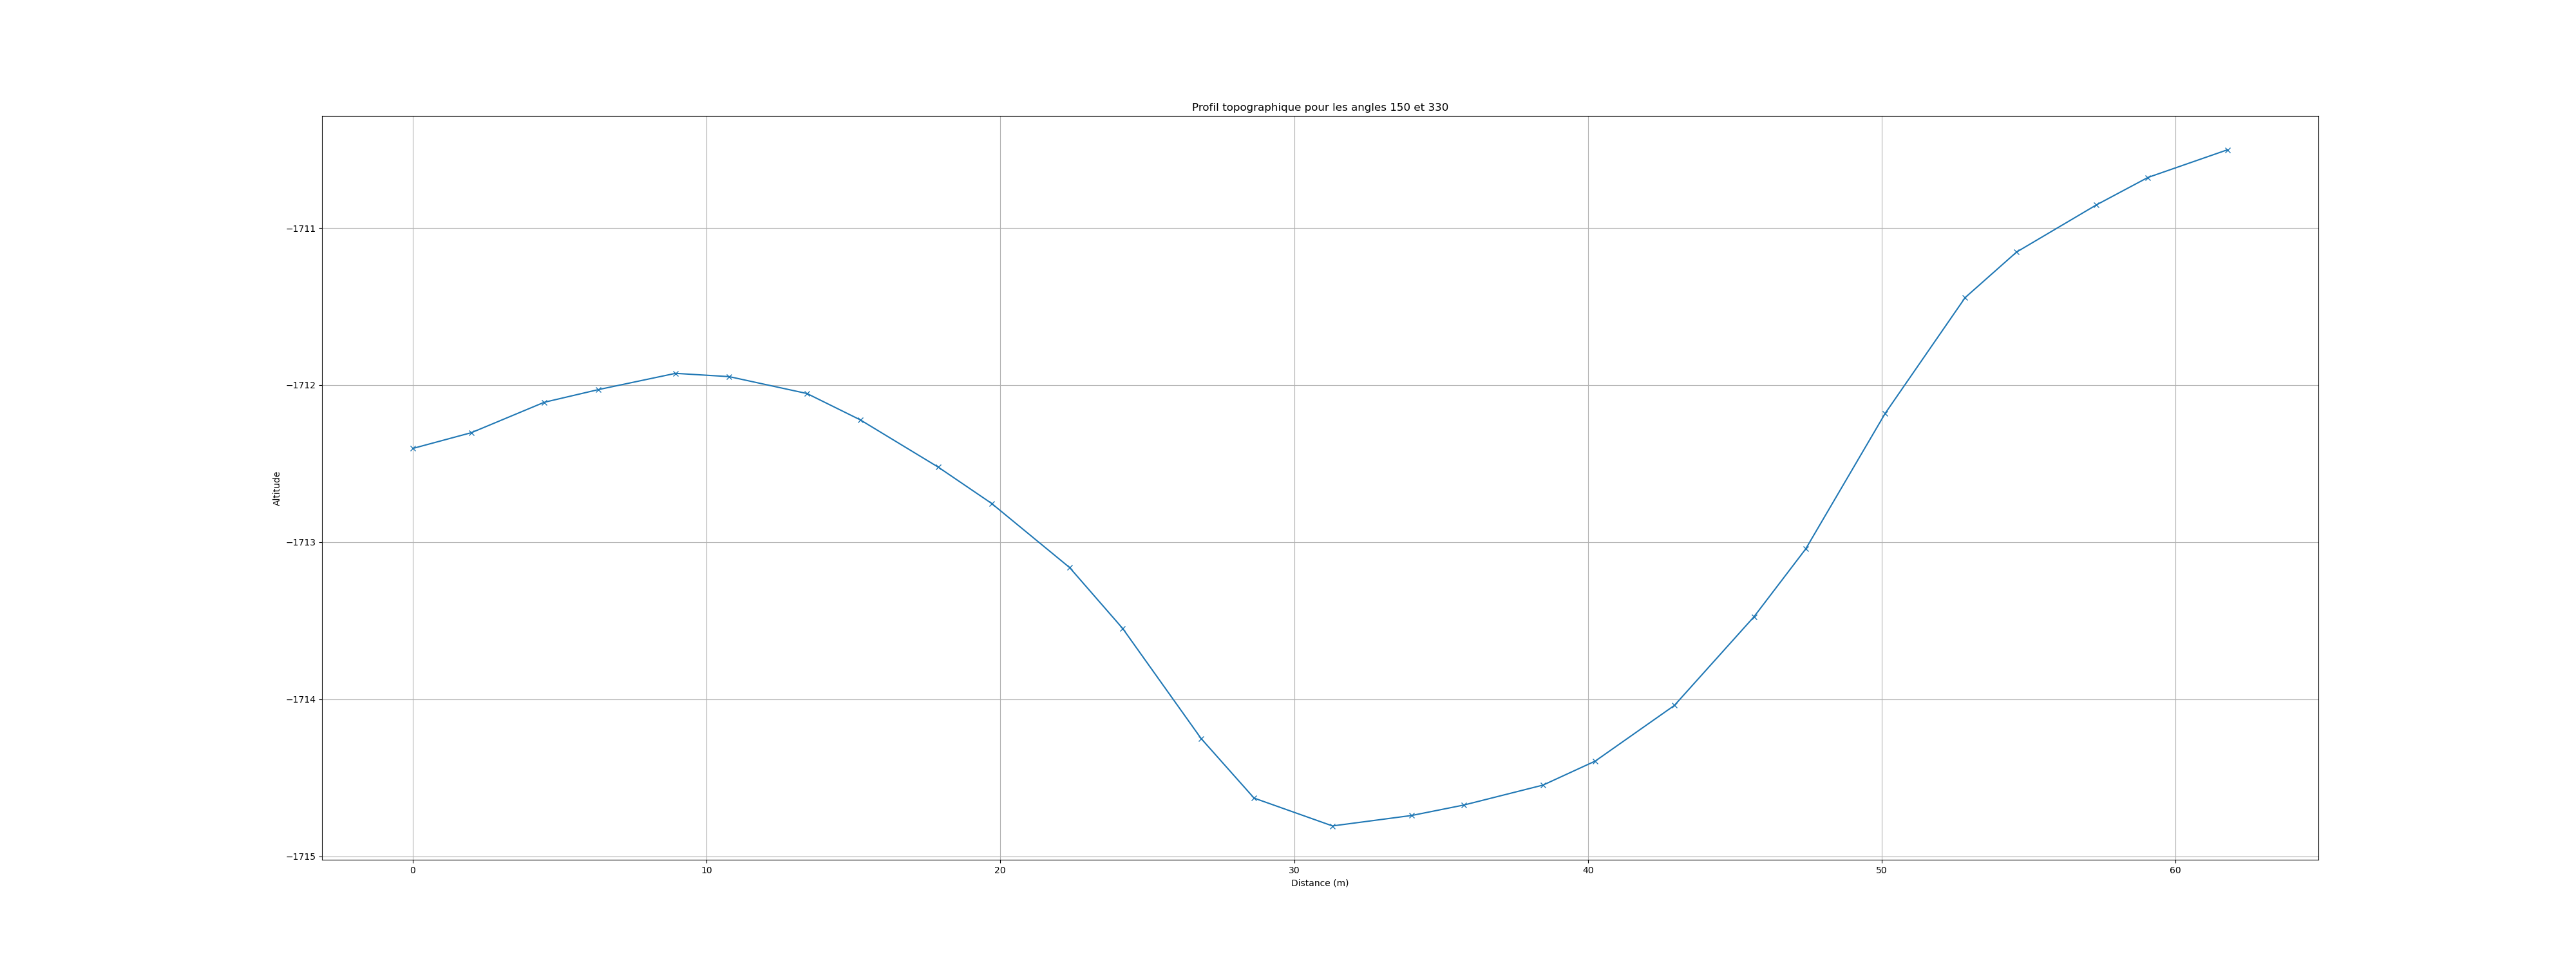 Profil topographique pour les angles 150 et 330
Altitude
−1711
−1712
−1713
−1714
−1715
0 10 20 30 40 50 60
Distance (m)